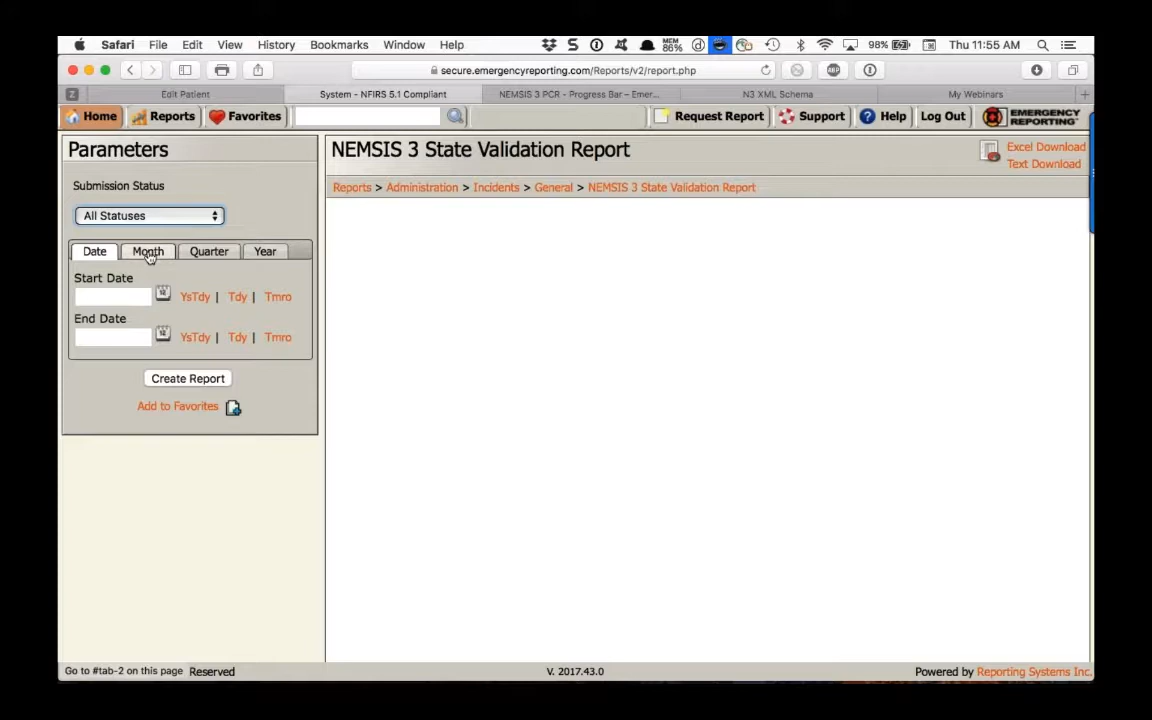 Safari File Edit View History Bookmarks Window Help MEM 86% 98% Thu 11:55 AM
secure.emergencyreporting.com/Reports/v2/report.php ABP
Z Edit Patient System - NFIRS 5.1 Compliant NEMSIS 3 PCR - Progress Bar – Emer... N3 XML Schema My Webinars +
Home Reports Favorites Request Report Support Help Log Out EMERGENCY REPORTING
Parameters
NEMSIS 3 State Validation Report
Excel Download
Text Download
Submission Status
Reports > Administration > Incidents > General > NEMSIS 3 State Validation Report
All Statuses
Date Month Quarter Year
Start Date
12 YsTdy | Tdy | Tmro
End Date
12 YsTdy | Tdy | Tmro
Create Report
Add to Favorites
Go to #tab-2 on this page Reserved V. 2017.43.0 Powered by Reporting Systems Inc.